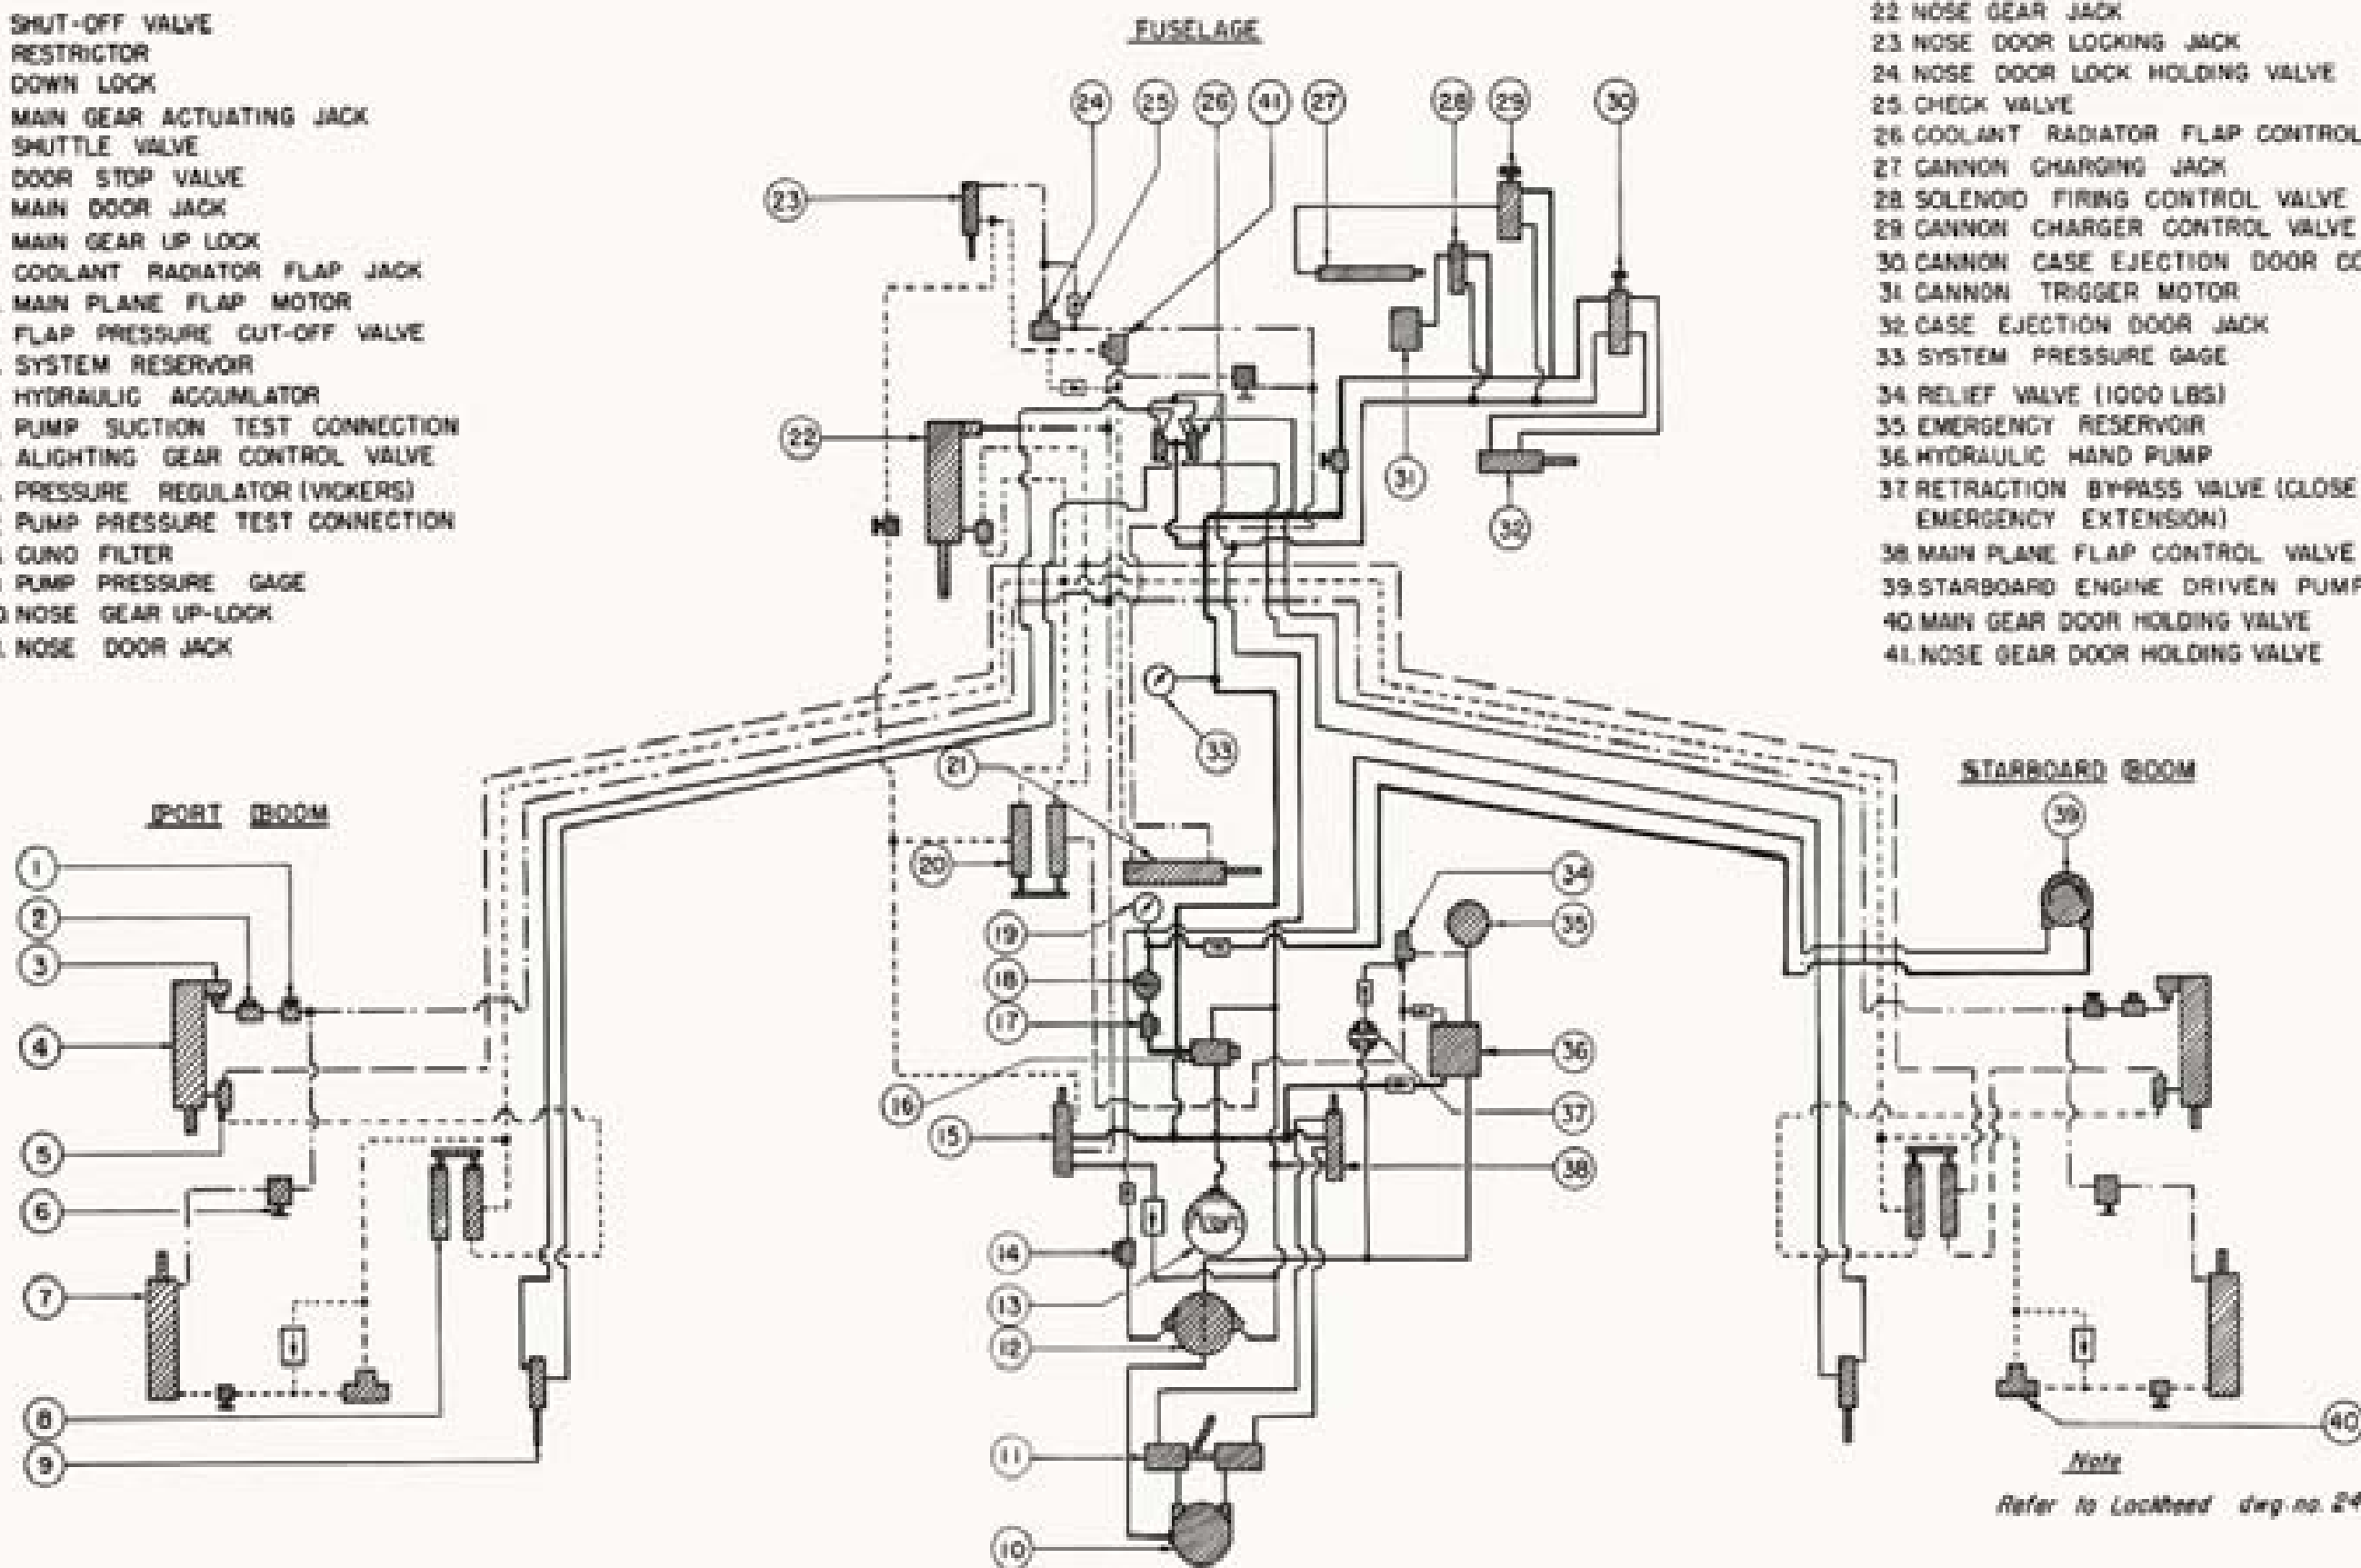 SHUT-OFF VALVE
RESTRICTOR
DOWN LOCK
MAIN GEAR ACTUATING JACK
SHUTTLE VALVE
DOOR STOP VALVE
MAIN DOOR JACK
MAIN GEAR UP LOCK
COOLANT RADIATOR FLAP JACK
MAIN PLANE FLAP MOTOR
FLAP PRESSURE CUT-OFF VALVE
SYSTEM RESERVOIR
HYDRAULIC ACCUMLATOR
PUMP SUCTION TEST CONNECTION
ALIGHTING GEAR CONTROL VALVE
PRESSURE REGULATOR (VICKERS)
PUMP PRESSURE TEST CONNECTION
CUNO FILTER
PUMP PRESSURE GAGE
NOSE GEAR UP-LOCK
NOSE DOOR JACK
FUSELAGE
22 NOSE GEAR JACK
23. NOSE DOOR LOCKING JACK
24. NOSE DOOR LOCK HOLDING VALVE
25. CHECK VALVE
26. COOLANT RADIATOR FLAP CONTROL
27. CANNON CHARGING JACK
28. SOLENOID FIRING CONTROL VALVE
29. CANNON CHARGER CONTROL VALVE
30. CANNON CASE EJECTION DOOR CO
31. CANNON TRIGGER MOTOR
32. CASE EJECTION DOOR JACK
33. SYSTEM PRESSURE GAGE
34. RELIEF VALVE (1000 LBS)
35. EMERGENCY RESERVOIR
36. HYDRAULIC HAND PUMP
37. RETRACTION BY-PASS VALVE (CLOSE
EMERGENCY EXTENSION)
38. MAIN PLANE FLAP CONTROL VALVE
39. STARBOARD ENGINE DRIVEN PUMP
40. MAIN GEAR DOOR HOLDING VALVE
41. NOSE GEAR DOOR HOLDING VALVE
24 25 26 41 27 28 29 30
23
22
31
32
33
21
20
PORT BOOM
STARBOARD BOOM
39
1
2
3
4
5
6
7
8
9
19
18
17
16
15
14
13
12
11
10
34
35
36
37
38
40
Note
Refer to Lockheed dwg. no. 24